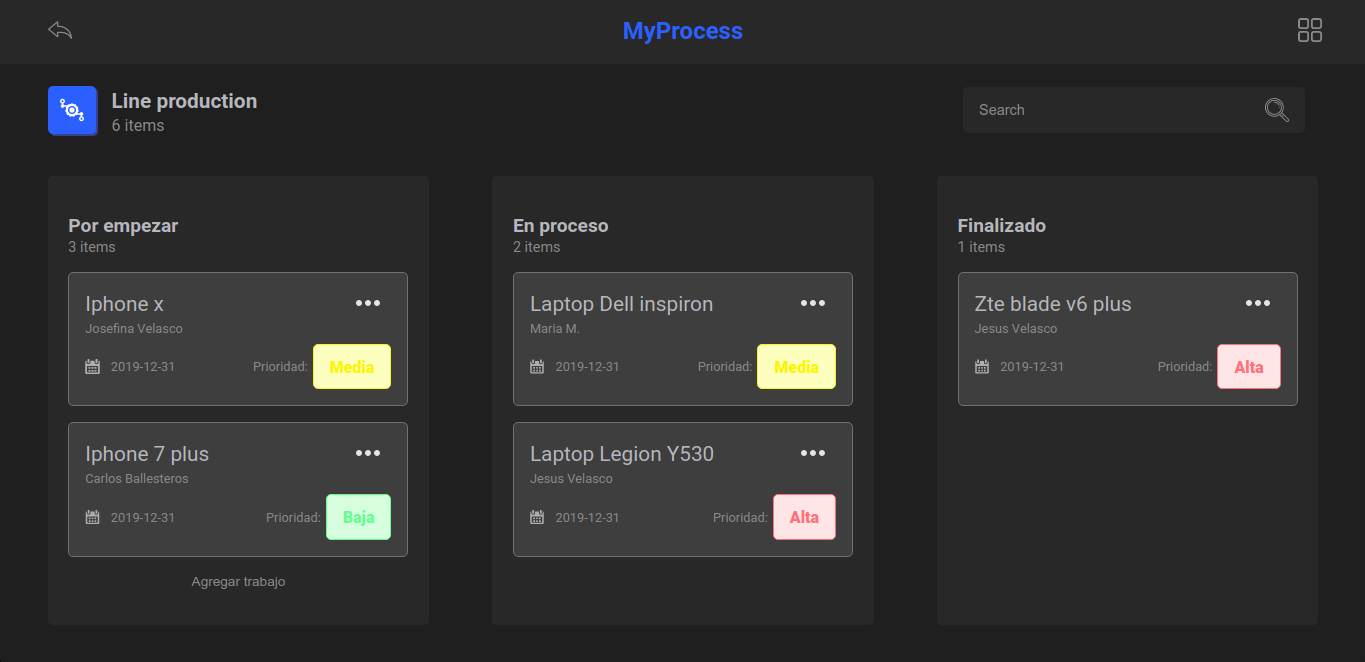 MyProcess
Line production
6 items
Search
Por empezar
3 items
Iphone x
Josefina Velasco
2019-12-31 Prioridad: Media
Iphone 7 plus
Carlos Ballesteros
2019-12-31 Prioridad: Baja
Agregar trabajo
En proceso
2 items
Laptop Dell inspiron
Maria M.
2019-12-31 Prioridad: Media
Laptop Legion Y530
Jesus Velasco
2019-12-31 Prioridad: Alta
Finalizado
1 items
Zte blade v6 plus
Jesus Velasco
2019-12-31 Prioridad: Alta